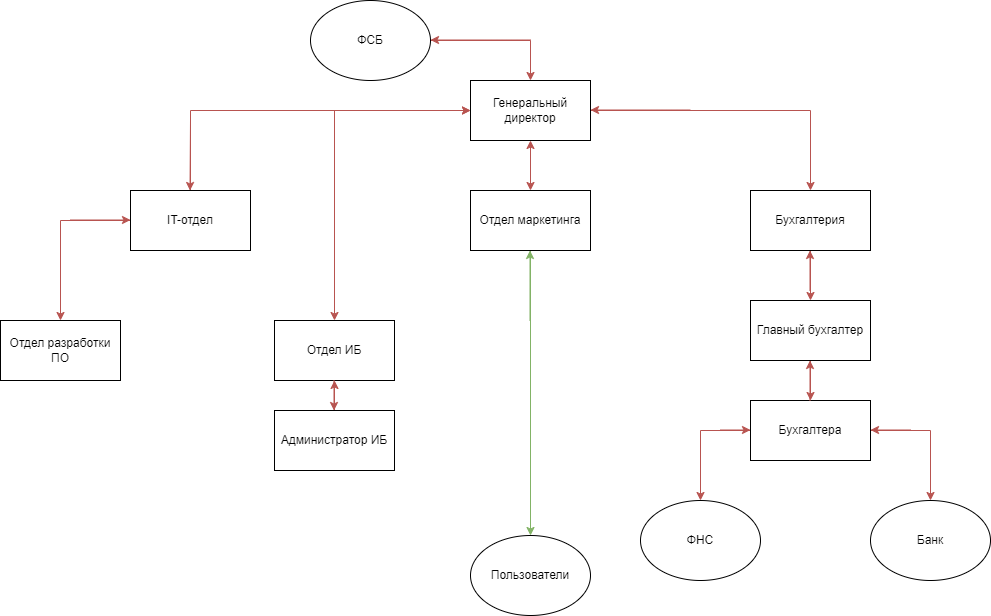 ФСБ
Генеральный
директор
IT-отдел
Отдел маркетинга
Бухгалтерия
Отдел разработки
ПО
Отдел ИБ
Главный бухгалтер
Администратор ИБ
Бухгалтера
ФНС
Банк
Пользователи